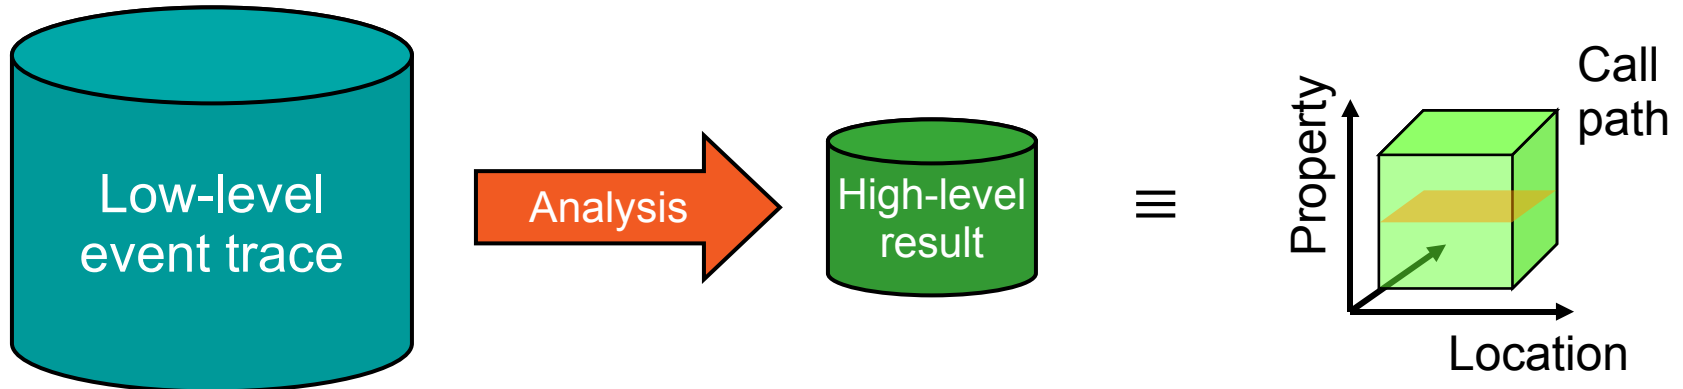 Low-level
event trace
Analysis
High-level
result
≡
Property
Call
path
Location